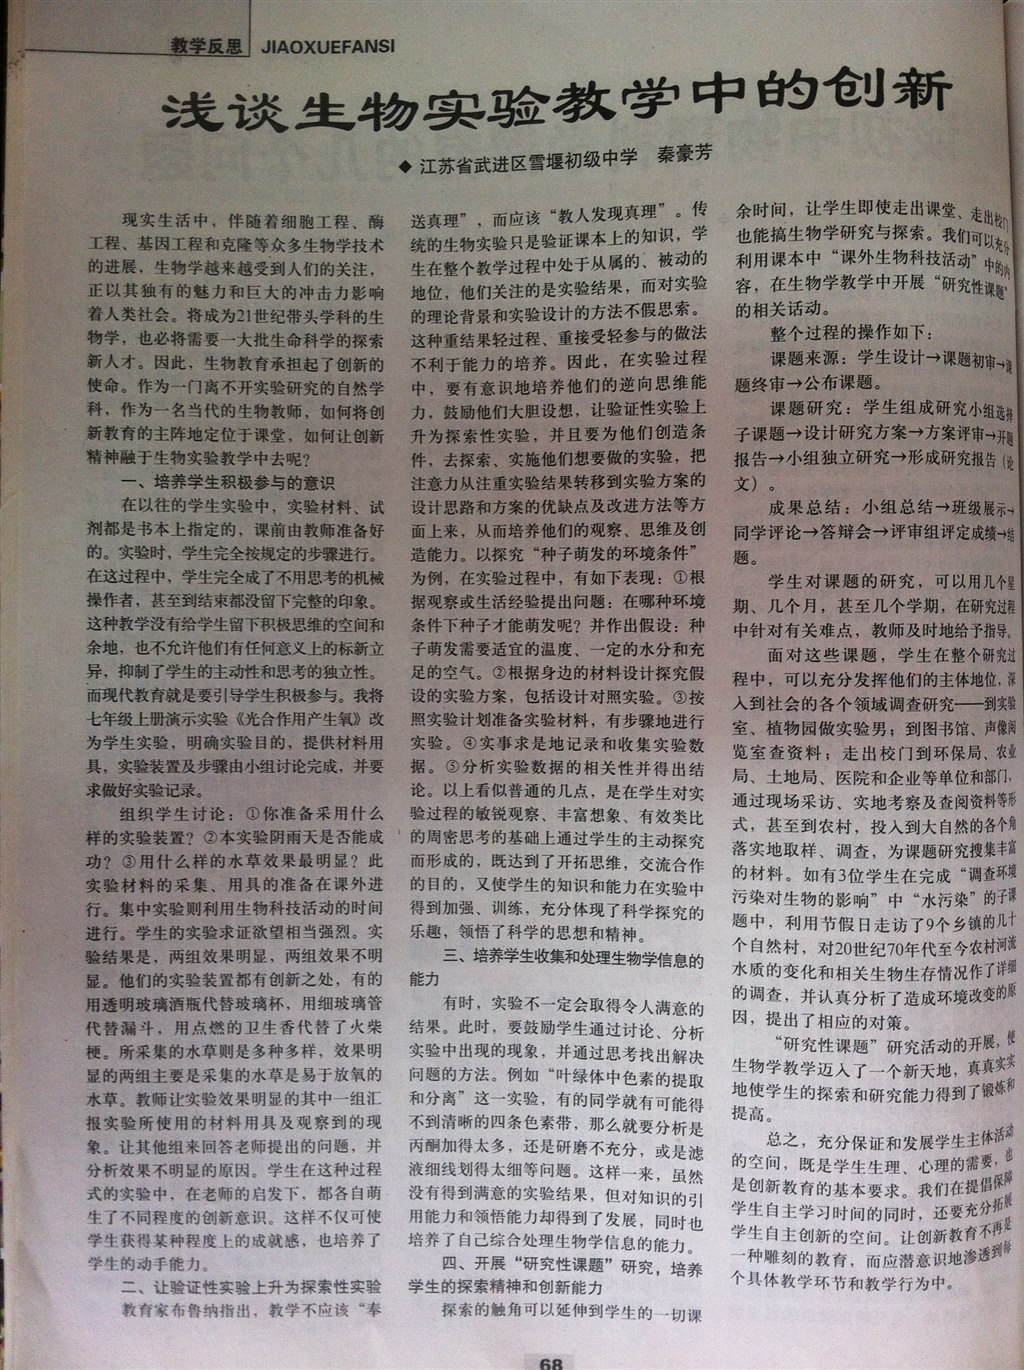 教学反思 JIAOXUEFANSI
浅谈生物实验教学中的创新
◆ 江苏省武进区雪堰初级中学 秦豪芳
现实生活中，伴随着细胞工程、酶
工程、基因工程和克隆等众多生物学技术
的进展，生物学越来越受到人们的关注，
正以其独有的魅力和巨大的冲击力影响
着人类社会。将成为21世纪带头学科的生
物学，也必将需要一大批生命科学的探索
新人才。因此，生物教育承担起了创新的
使命。作为一门离不开实验研究的自然学
科，作为一名当代的生物教师，如何将创
新教育的主阵地定位于课堂，如何让创新
精神融于生物实验教学中去呢？
一、培养学生积极参与的意识
在以往的学生实验中，实验材料、试
剂都是书本上指定的，课前由教师准备好
的。实验时，学生完全按规定的步骤进行。
在这过程中，学生完全成了不用思考的机械
操作者，甚至到结束都没留下完整的印象。
这种教学没有给学生留下积极思维的空间和
余地，也不允许他们有任何意义上的标新立
异，抑制了学生的主动性和思考的独立性。
而现代教育就是要引导学生积极参与。我将
七年级上册演示实验《光合作用产生氧》改
为学生实验，明确实验目的，提供材料用
具，实验装置及步骤由小组讨论完成，并要
求做好实验记录。
组织学生讨论：①你准备采用什么
样的实验装置？②本实验阴雨天是否能成
功？③用什么样的水草效果最明显？此
实验材料的采集、用具的准备在课外进
行。集中实验则利用生物科技活动的时间
进行。学生的实验求证欲望相当强烈。实
验结果是，两组效果明显，两组效果不明
显。他们的实验装置都有创新之处，有的
用透明玻璃酒瓶代替玻璃杯，用细玻璃管
代替漏斗，用点燃的卫生香代替了火柴
梗。所采集的水草则是多种多样，效果明
显的两组主要是采集的水草是易于放氧的
水草。教师让实验效果明显的其中一组汇
报实验所使用的材料用具及观察到的现
象。让其他组来回答老师提出的问题，并
分析效果不明显的原因。学生在这种过程
式的实验中，在老师的启发下，都各自萌
生了不同程度的创新意识。这样不仅可使
学生获得某种程度上的成就感，也培养了
学生的动手能力。
二、让验证性实验上升为探索性实验
教育家布鲁纳指出，教学不应该“奉
送真理”，而应该“教人发现真理”。传
统的生物实验只是验证课本上的知识，学
生在整个教学过程中处于从属的、被动的
地位，他们关注的是实验结果，而对实验
的理论背景和实验设计的方法不假思索。
这种重结果轻过程、重接受轻参与的做法
不利于能力的培养。因此，在实验过程
中，要有意识地培养他们的逆向思维能
力，鼓励他们大胆设想，让验证性实验上
升为探索性实验，并且要为他们创造条
件，去探索、实施他们想要做的实验，把
注意力从注重实验结果转移到实验方案的
设计思路和方案的优缺点及改进方法等方
面上来，从而培养他们的观察、思维及创
造能力。以探究“种子萌发的环境条件”
为例，在实验过程中，有如下表现：①根
据观察或生活经验提出问题：在哪种环境
条件下种子才能萌发呢？并作出假设：种
子萌发需要适宜的温度、一定的水分和充
足的空气。②根据身边的材料设计探究假
设的实验方案，包括设计对照实验。③按
照实验计划准备实验材料，有步骤地进行
实验。④实事求是地记录和收集实验数
据。⑤分析实验数据的相关性并得出结
论。以上看似普通的几点，是在学生对实
验过程的敏锐观察、丰富想象、有效类比
的周密思考的基础上通过学生的主动探究
而形成的，既达到了开拓思维，交流合作
的目的，又使学生的知识和能力在实验中
得到加强、训练，充分体现了科学探究的
乐趣，领悟了科学的思想和精神。
三、培养学生收集和处理生物学信息的
能力
有时，实验不一定会取得令人满意的
结果。此时，要鼓励学生通过讨论、分析
实验中出现的现象，并通过思考找出解决
问题的方法。例如“叶绿体中色素的提取
和分离”这一实验，有的同学就有可能得
不到清晰的四条色素带，那么就要分析是
丙酮加得太多，还是研磨不充分，或是滤
液细线划得太细等问题。这样一来，虽然
没有得到满意的实验结果，但对知识的引
用能力和领悟能力却得到了发展，同时也
培养了自己综合处理生物学信息的能力。
四、开展“研究性课题”研究，培养
学生的探索精神和创新能力
探索的触角可以延伸到学生的一切课
余时间，让学生即使走出课堂、走出校门
也能搞生物学研究与探索。我们可以充分
利用课本中“课外生物科技活动”中的内
容，在生物学教学中开展“研究性课题”
的相关活动。
整个过程的操作如下：
课题来源：学生设计→课题初审→课
题终审→公布课题。
课题研究：学生组成研究小组选择
子课题→设计研究方案→方案评审→开题
报告→小组独立研究→形成研究报告（论
文）。
成果总结：小组总结→班级展示→
同学评论→答辩会→评审组评定成绩→结
题。
学生对课题的研究，可以用几个星
期、几个月，甚至几个学期，在研究过程
中针对有关难点，教师及时地给予指导。
面对这些课题，学生在整个研究过
程中，可以充分发挥他们的主体地位，深
入到社会的各个领域调查研究——到实验
室、植物园做实验男；到图书馆、声像阅
览室查资料；走出校门到环保局、农业
局、土地局、医院和企业等单位和部门，
通过现场采访、实地考察及查阅资料等形
式，甚至到农村，投入到大自然的各个角
落实地取样、调查，为课题研究搜集丰富
的材料。如有3位学生在完成“调查环境
污染对生物的影响”中“水污染”的子课
题中，利用节假日走访了9个乡镇的几十
个自然村，对20世纪70年代至今农村河流
水质的变化和相关生物生存情况作了详细
的调查，并认真分析了造成环境改变的原
因，提出了相应的对策。
“研究性课题”研究活动的开展，使
生物学教学迈入了一个新天地，真真实实
地使学生的探索和研究能力得到了锻炼和
提高。
总之，充分保证和发展学生主体活动
的空间，既是学生生理、心理的需要，也
是创新教育的基本要求。我们在提倡保障
学生自主学习时间的同时，还要充分拓展
学生自主创新的空间。让创新教育不再是
一种雕刻的教育，而应潜意识地渗透到每
个具体教学环节和教学行为中。
68